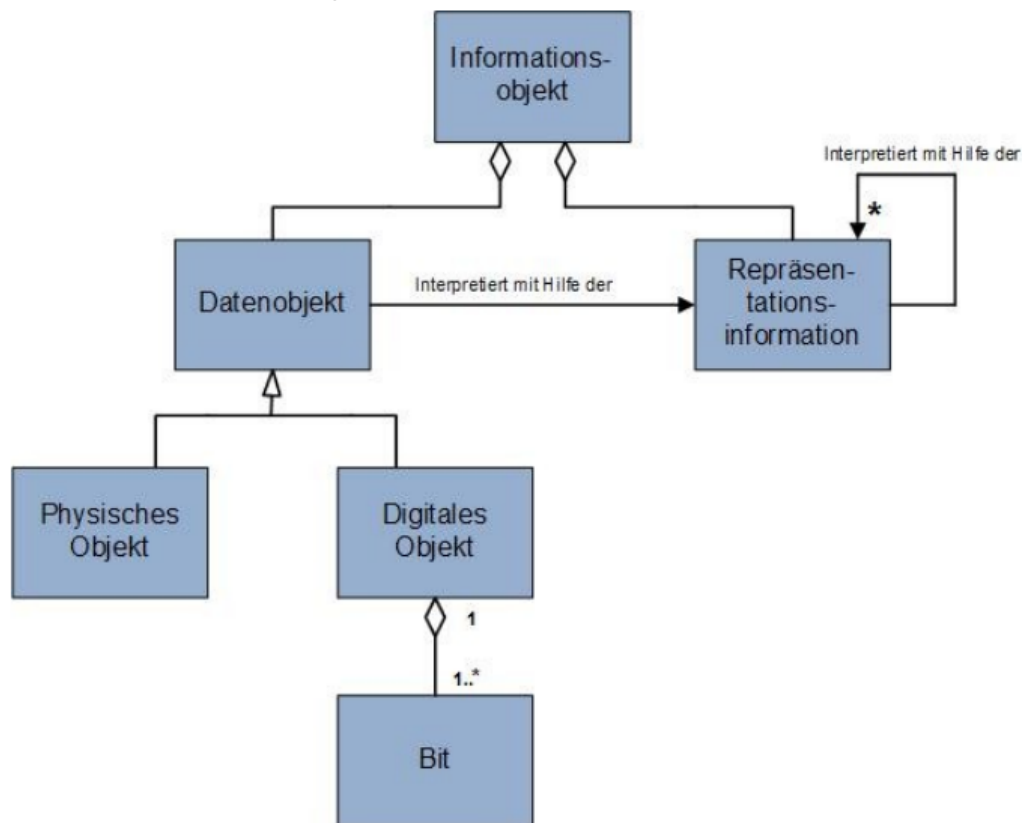 Informations-
objekt
Interpretiert mit Hilfe der
*
Datenobjekt
Interpretiert mit Hilfe der
Repräsen-
tations-
information
Physisches
Objekt
Digitales
Objekt
1
1..*
Bit